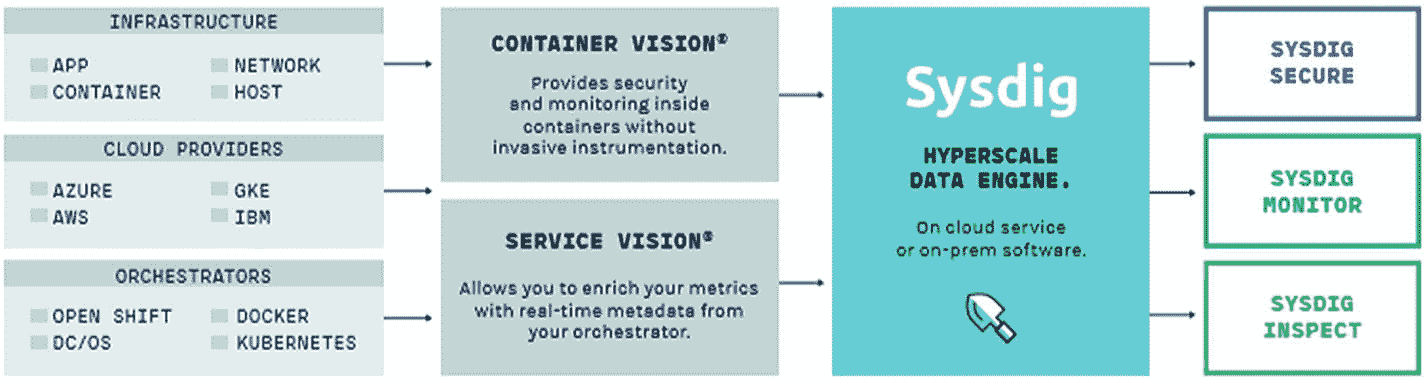 INFRASTRUCTURE
APP
NETWORK
CONTAINER
HOST
CLOUD PROVIDERS
AZURE
GKE
AWS
IBM
ORCHESTRATORS
OPEN SHIFT
DOCKER
DC/OS
KUBERNETES
CONTAINER VISION®
Provides security
and monitoring inside
containers without
invasive instrumentation.
SERVICE VISION®
Allows you to enrich your metrics
with real-time metadata from
your orchestrator.
Sysdig
HYPERSCALE
DATA ENGINE.
On cloud service
or on-prem software.
SYSDIG
SECURE
SYSDIG
MONITOR
SYSDIG
INSPECT